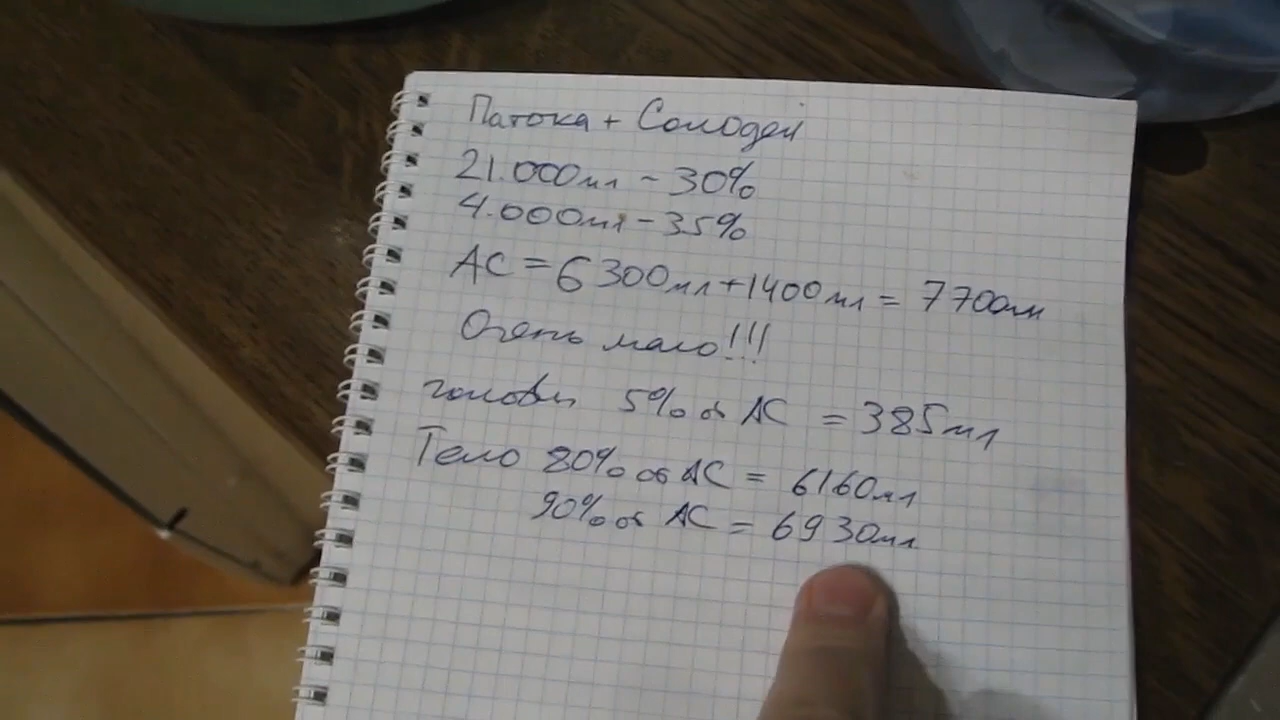 Патока + Солодей
21.000мл – 30%
4.000мл – 35%
АС = 6300мл + 1400мл = 7700мл
Очень мало!!!
головы 5% от АС = 385мл
Тело 80% от АС = 6160мл
90% от АС = 6930мл